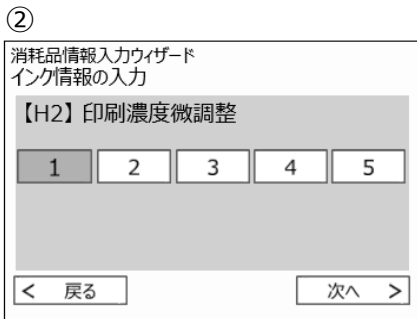 ②
消耗品情報入力ウィザード
インク情報の入力
【H2】印刷濃度微調整
1 2 3 4 5
< 戻る 次へ >